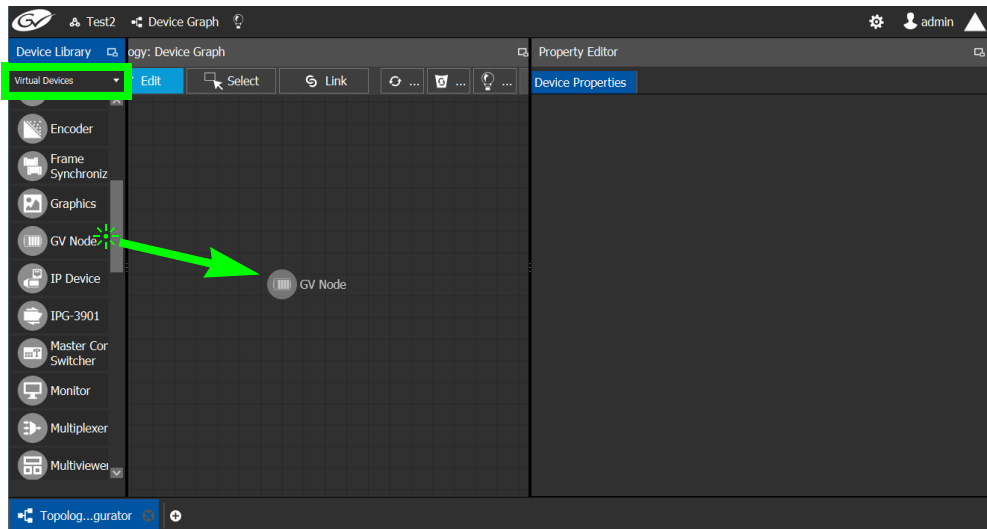 GV Test2 Device Graph admin
Device Library ogy: Device Graph Property Editor
Virtual Devices Edit Select Link ... ... ... Device Properties
Encoder
Frame
Synchroniz
Graphics
GV Node
GV Node
IP Device
IPG-3901
Master Cor
Switcher
Monitor
Multiplexer
Multiviewer
Topolog...gurator